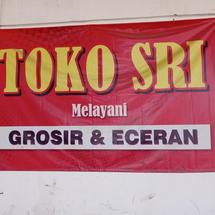 TOKO SRI
Melayani
GROSIR & ECERAN